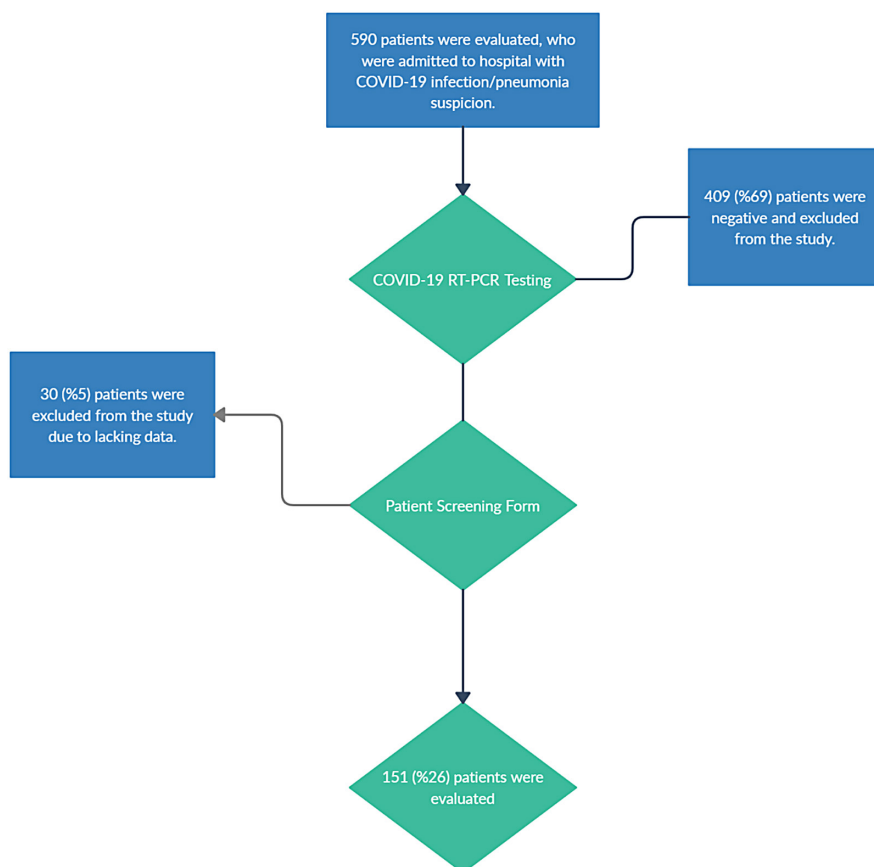 590 patients were evaluated, who
were admitted to hospital with
COVID-19 infection/pneumonia
suspicion.
409 (%69) patients were
negative and excluded
from the study.
COVID-19 RT-PCR Testing
30 (%5) patients were
excluded from the study
due to lacking data.
Patient Screening Form
151 (%26) patients were
evaluated